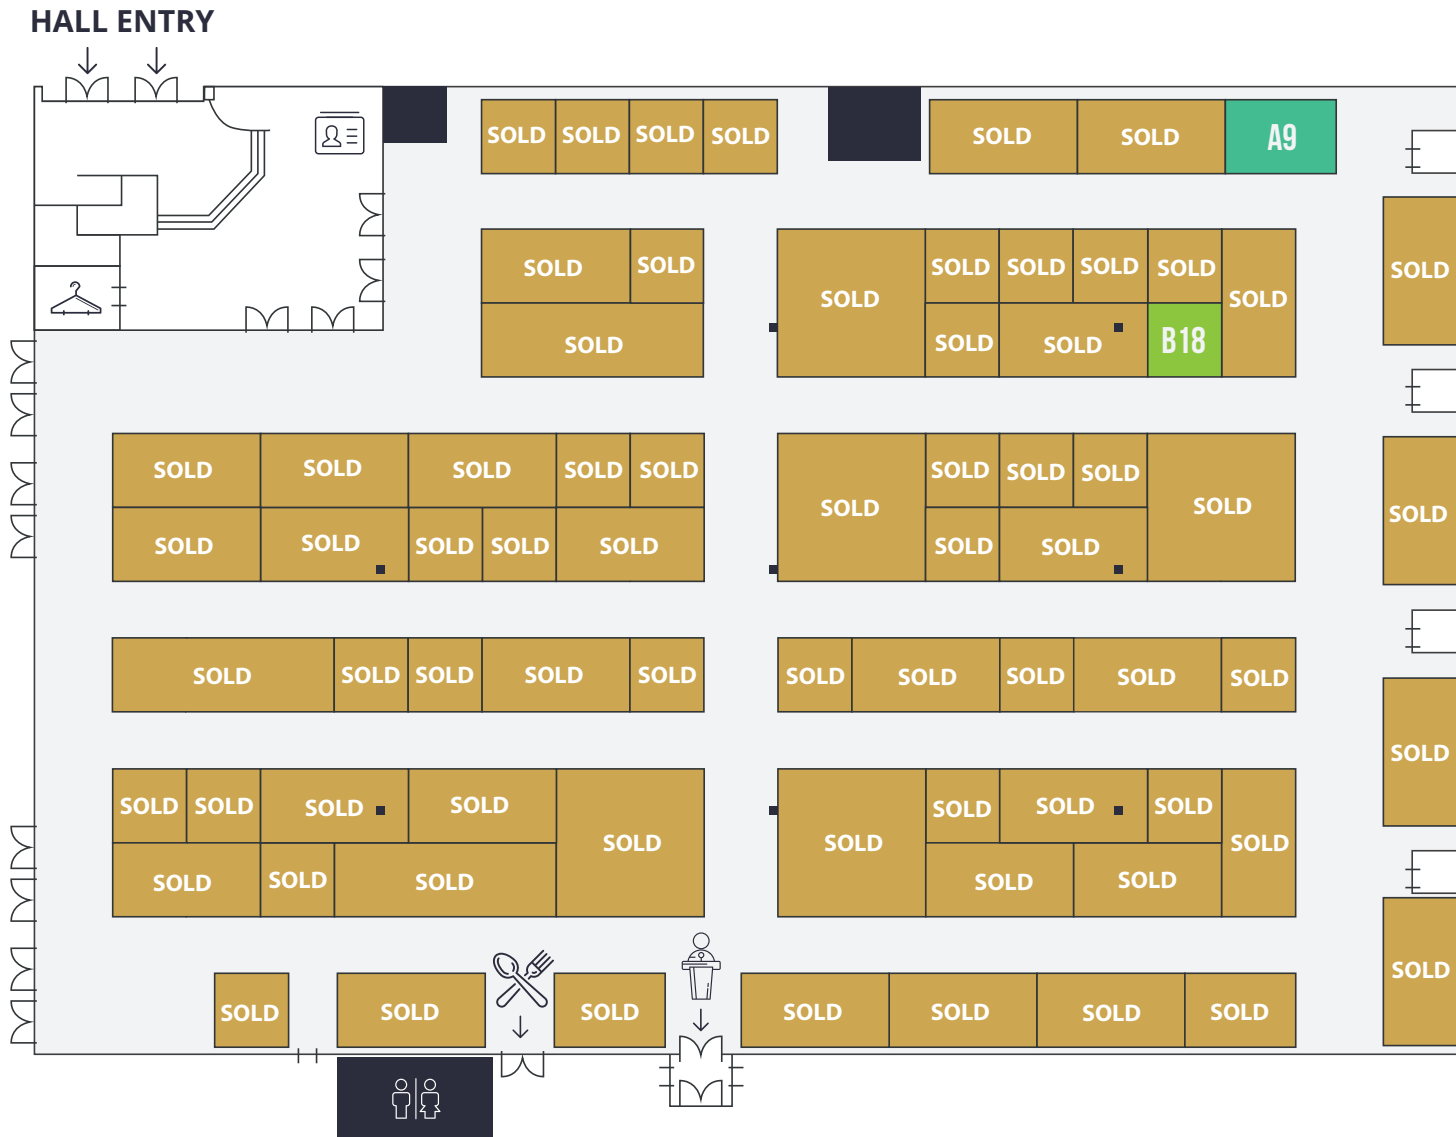 HALL ENTRY
SOLD SOLD SOLD SOLD SOLD SOLD A9
SOLD SOLD SOLD SOLD SOLD SOLD SOLD SOLD SOLD
SOLD SOLD SOLD B18
SOLD SOLD SOLD SOLD SOLD SOLD SOLD SOLD SOLD SOLD SOLD
SOLD SOLD SOLD SOLD SOLD SOLD SOLD SOLD
SOLD SOLD SOLD SOLD SOLD SOLD SOLD SOLD SOLD SOLD
SOLD
SOLD SOLD SOLD SOLD SOLD SOLD SOLD
SOLD SOLD SOLD
SOLD SOLD SOLD SOLD SOLD
SOLD
SOLD SOLD SOLD SOLD SOLD SOLD SOLD